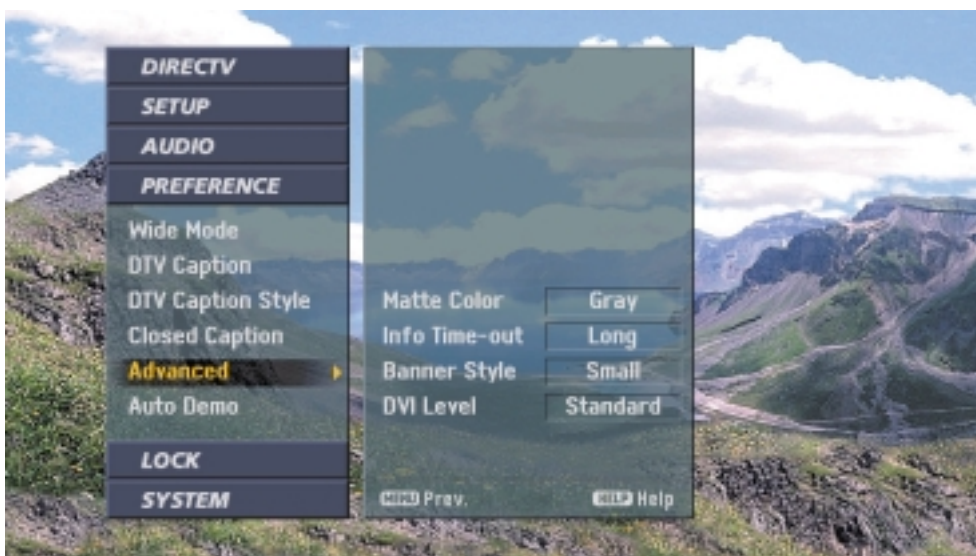 DIRECTV
SETUP
AUDIO
PREFERENCE
Wide Mode
DTV Caption
DTV Caption Style
Closed Caption
Advanced
Auto Demo
LOCK
SYSTEM
Matte Color Gray
Info Time-out Long
Banner Style Small
DVI Level Standard
MENU Prev. HELP Help